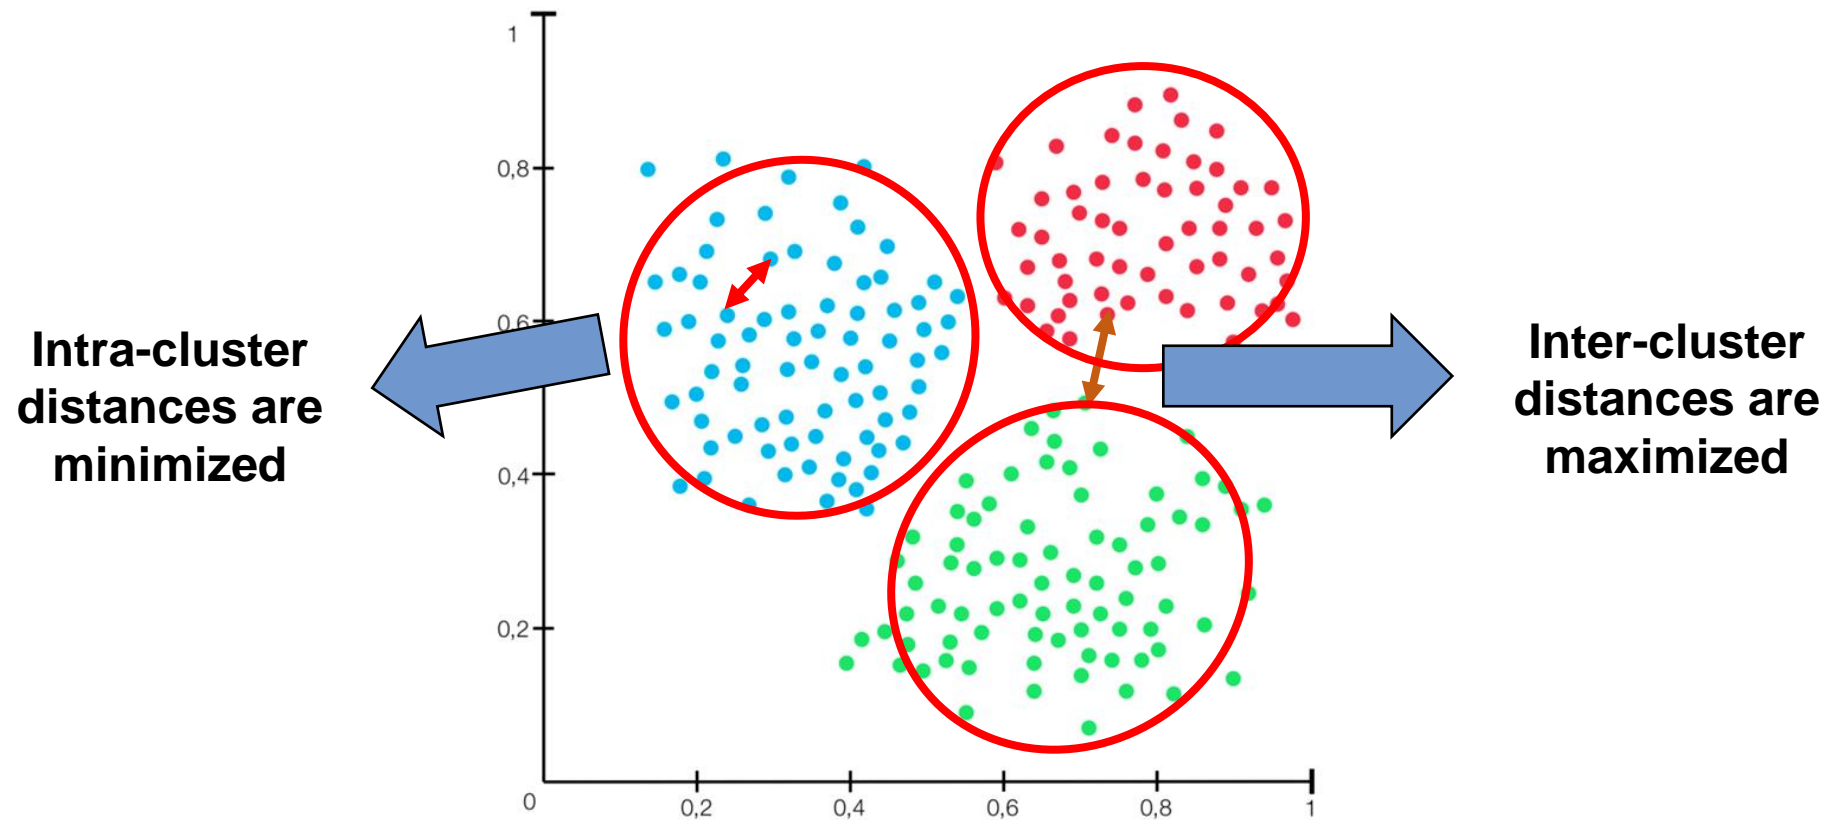 1
0,8
0,6
0,4
0,2
0
0,2
0,4
0,6
0,8
1
Intra-cluster
distances are
minimized
Inter-cluster
distances are
maximized